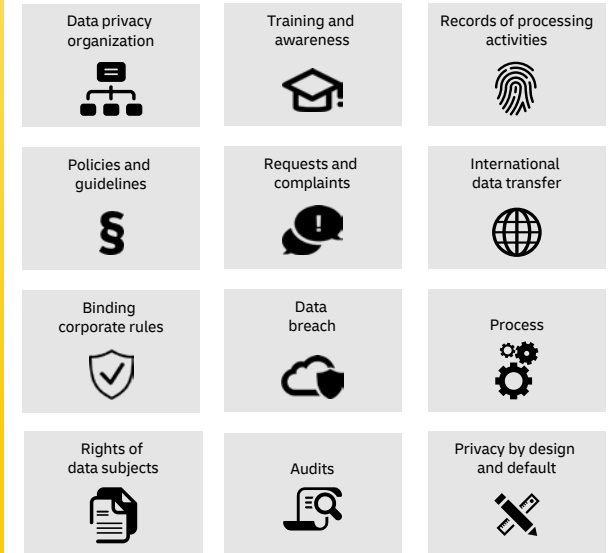 Data privacy
organization
Training and
awareness
Records of processing
activities
Policies and
guidelines
§
Requests and
complaints
!
International
data transfer
Binding
corporate rules
Data
breach
Process
Rights of
data subjects
Audits
Privacy by design
and default